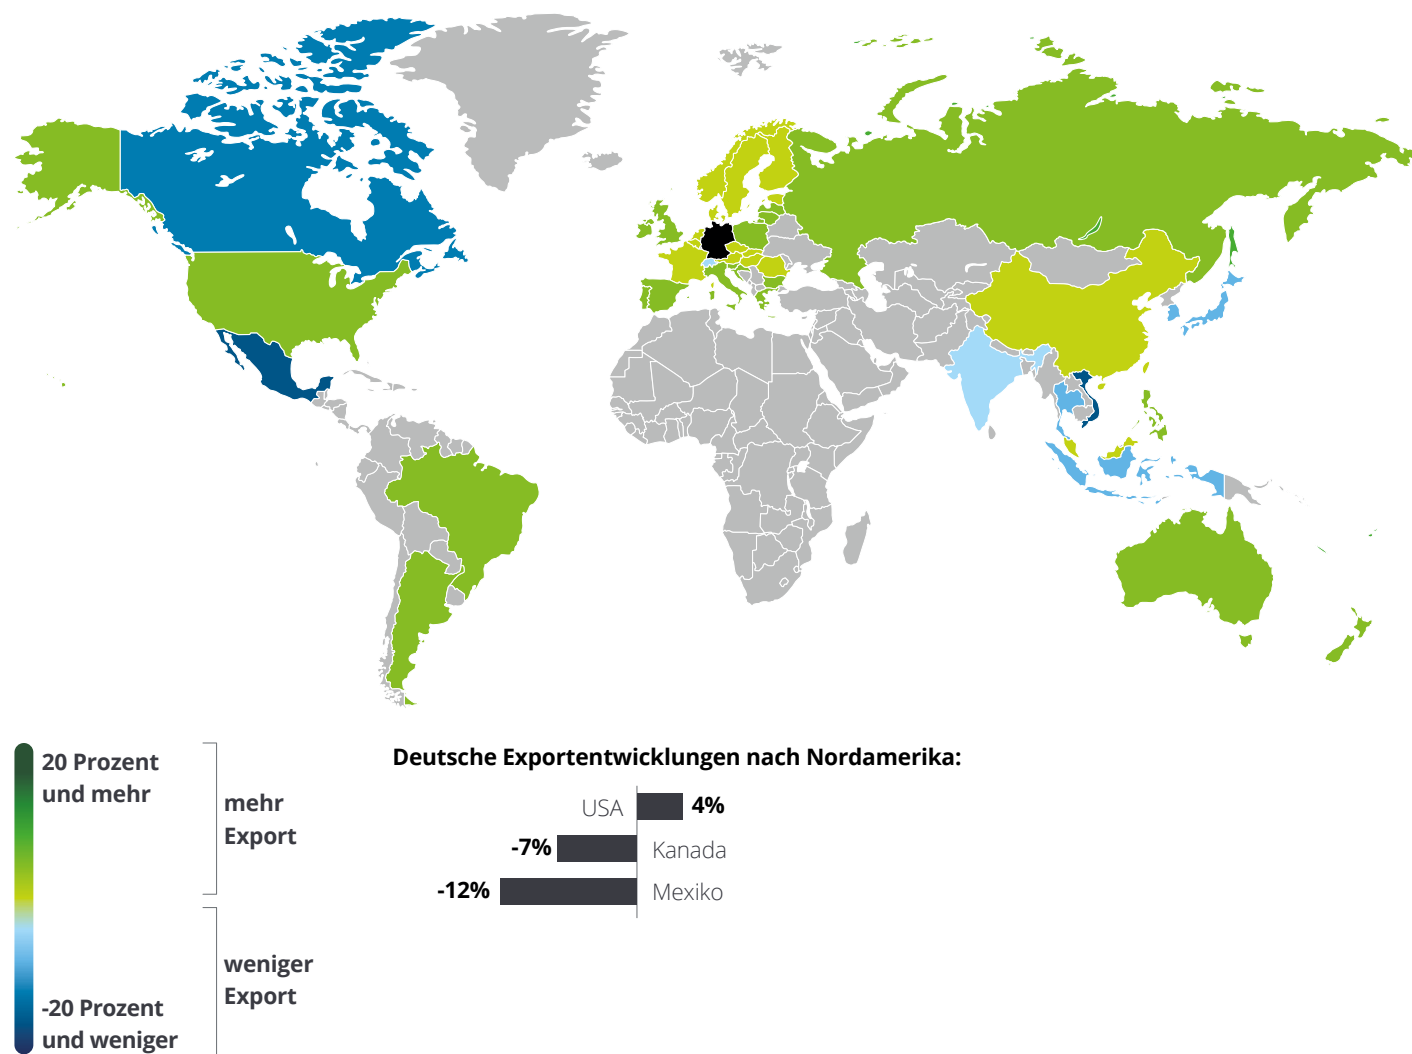 20 Prozent
und mehr
mehr
Export
weniger
Export
-20 Prozent
und weniger
Deutsche Exportentwicklungen nach Nordamerika:
USA 4%
-7% Kanada
-12% Mexiko